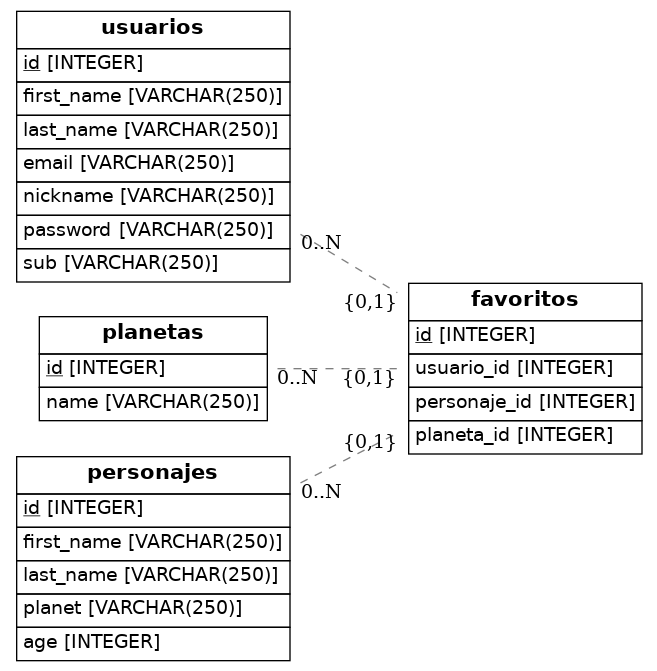 usuarios
id [INTEGER]
first_name [VARCHAR(250)]
last_name [VARCHAR(250)]
email [VARCHAR(250)]
nickname [VARCHAR(250)]
password [VARCHAR(250)]
sub [VARCHAR(250)]
0..N
{0,1}
planetas
id [INTEGER]
name [VARCHAR(250)]
0..N
{0,1}
personajes
id [INTEGER]
first_name [VARCHAR(250)]
last_name [VARCHAR(250)]
planet [VARCHAR(250)]
age [INTEGER]
0..N
{0,1}
favoritos
id [INTEGER]
usuario_id [INTEGER]
personaje_id [INTEGER]
planeta_id [INTEGER]